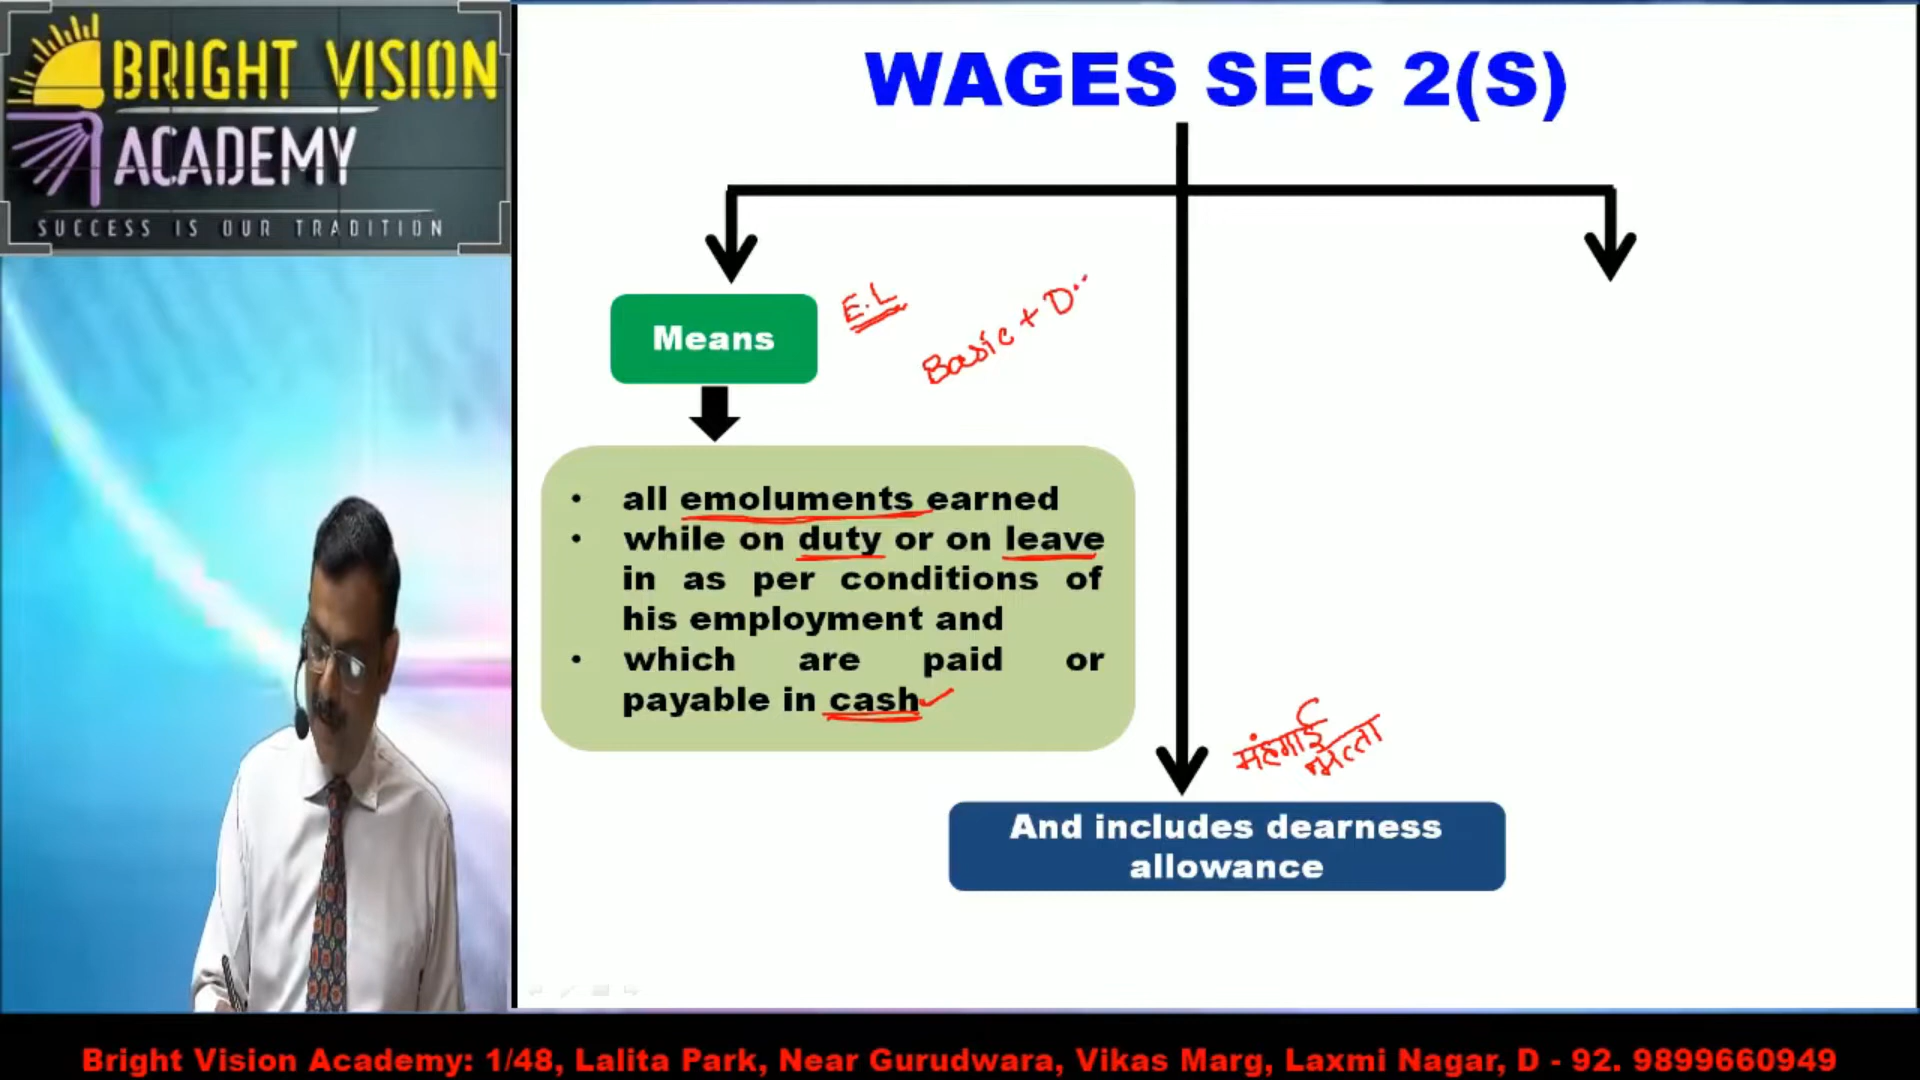 BRIGHT VISION
ACADEMY
SUCCESS IS OUR TRADITION
WAGES SEC 2(S)
Means
E.L
Basic + D..
• all emoluments earned
• while on duty or on leave
in as per conditions of
his employment and
• which are paid or
payable in cash
मंहगाई
भत्ता
And includes dearness
allowance
Bright Vision Academy: 1/48, Lalita Park, Near Gurudwara, Vikas Marg, Laxmi Nagar, D - 92. 9899660949